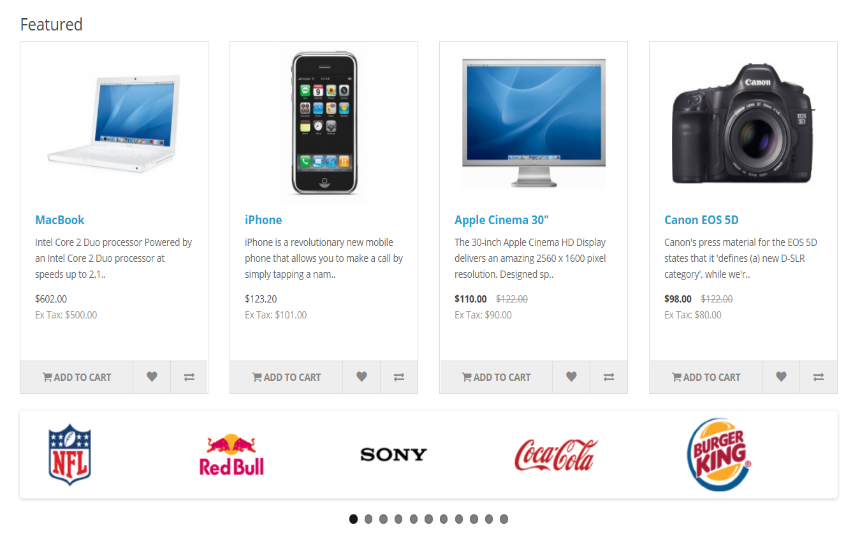 Featured
Canon
EOS
5D
MacBook
Intel Core 2 Duo processor Powered by
an Intel Core 2 Duo processor at
speeds up to 2.1..
$602.00
Ex Tax: $500.00
ADD TO CART
iPhone
iPhone is a revolutionary new mobile
phone that allows you to make a call by
simply tapping a nam..
$123.20
Ex Tax: $101.00
ADD TO CART
Apple Cinema 30"
The 30-inch Apple Cinema HD Display
delivers an amazing 2560 x 1600 pixel
resolution. Designed sp..
$110.00 $122.00
Ex Tax: $90.00
ADD TO CART
Canon EOS 5D
Canon's press material for the EOS 5D
states that it 'defines (a) new D-SLR
category', while we'r..
$98.00 $122.00
Ex Tax: $80.00
ADD TO CART
NFL
Red Bull
SONY
Coca-Cola
BURGER
KING